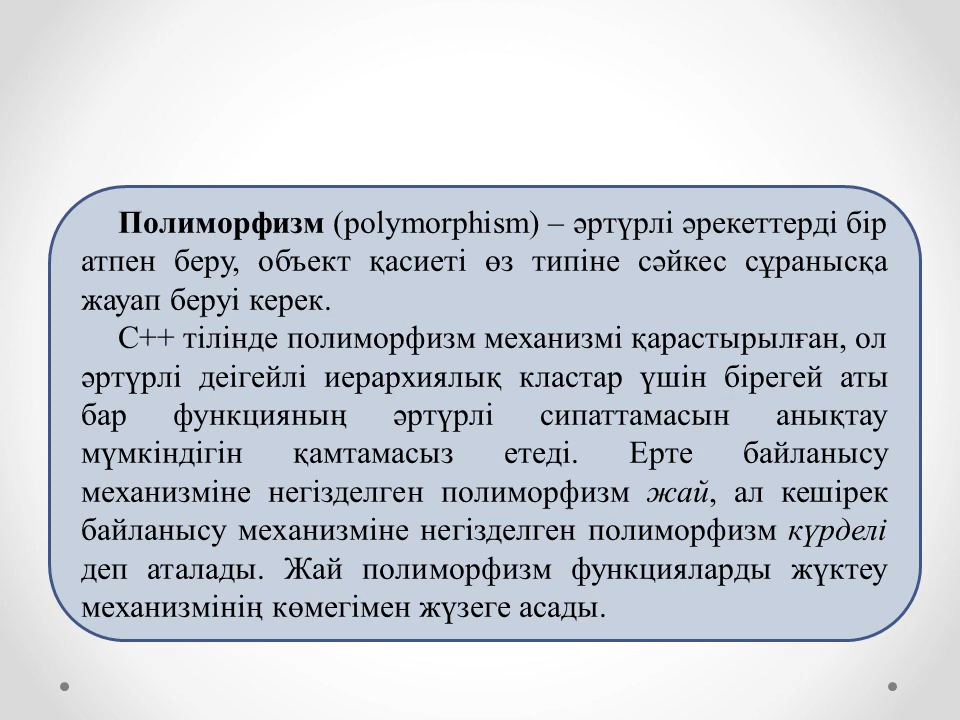 Полиморфизм (polymorphism) – әртүрлі әрекеттерді бір
атпен беру, объект қасиеті өз типіне сәйкес сұранысқа
жауап беруі керек.
С++ тілінде полиморфизм механизмі қарастырылған, ол
әртүрлі деігейлі иерархиялық кластар үшін бірегей аты
бар функцияның әртүрлі сипаттамасын анықтау
мүмкіндігін қамтамасыз етеді. Ерте байланысу
механизміне негізделген полиморфизм жай, ал кешірек
байланысу механизміне негізделген полиморфизм күрделі
деп аталады. Жай полиморфизм функцияларды жүктеу
механизмінің көмегімен жүзеге асады.